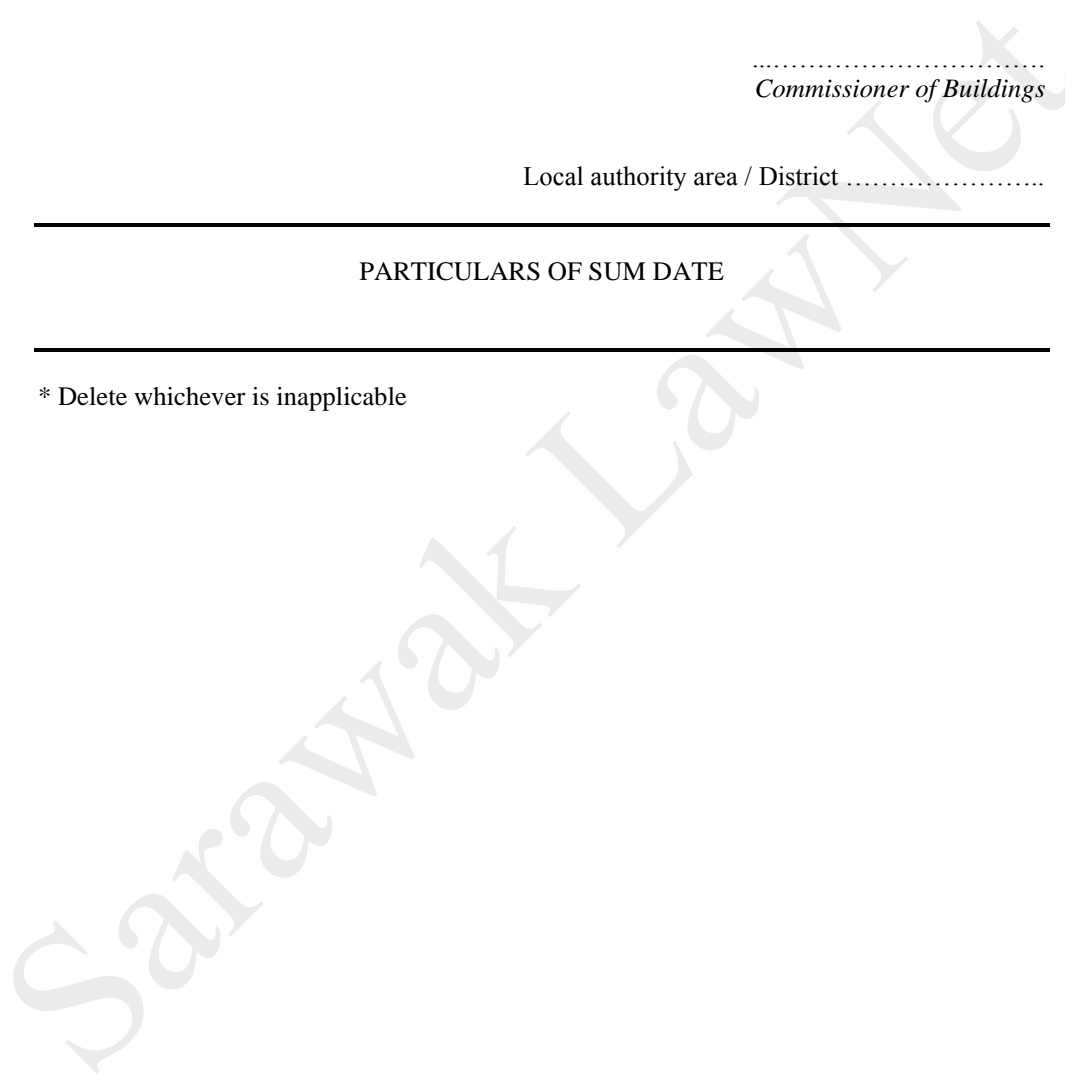 ...…………………………….
Commissioner of Buildings
Local authority area / District …………………..
PARTICULARS OF SUM DATE
* Delete whichever is inapplicable
Sarawak LawNet